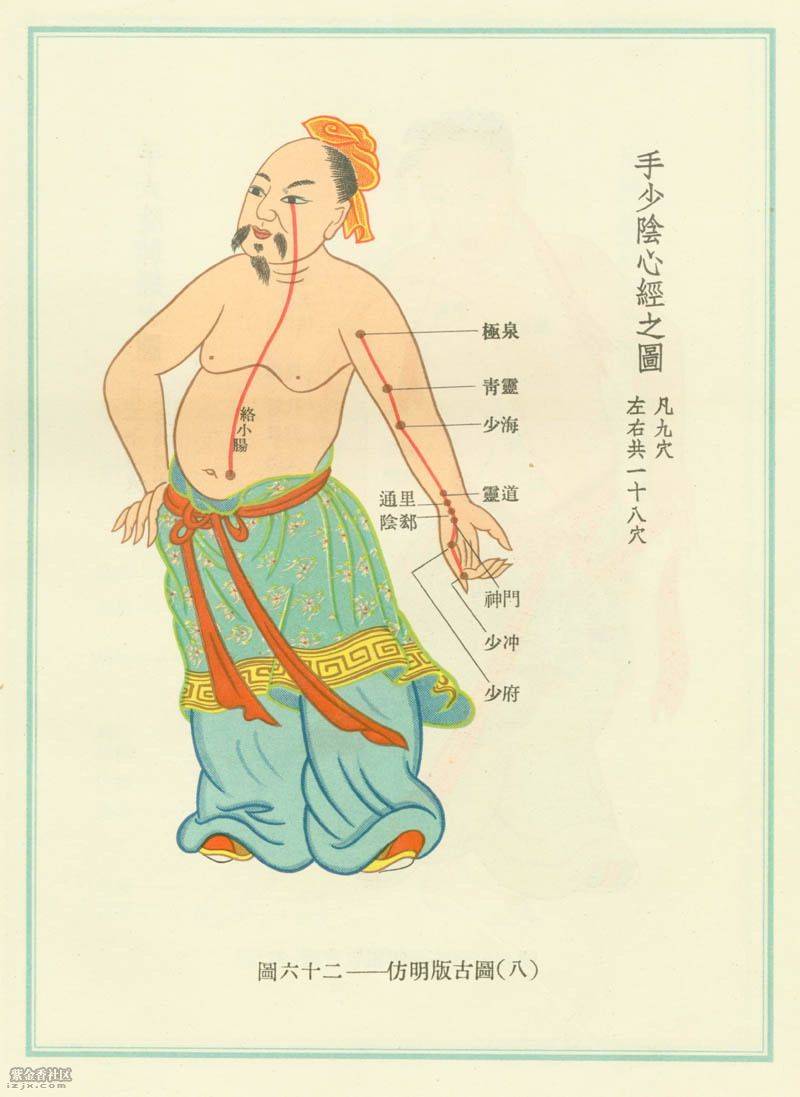 手少陰心經之圖
凡九穴
左右共一十八穴
極泉
靑靈
少海
靈道
通里
陰郄
神門
少冲
少府
絡小腸
圖六十二——仿明版古圖(八)
紫金香社区
izjx.com